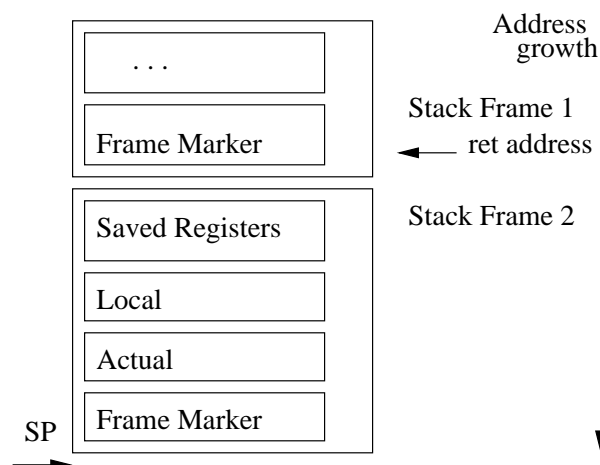 Address
growth
. . .
Stack Frame 1
Frame Marker
ret address
Stack Frame 2
Saved Registers
Local
Actual
Frame Marker
SP